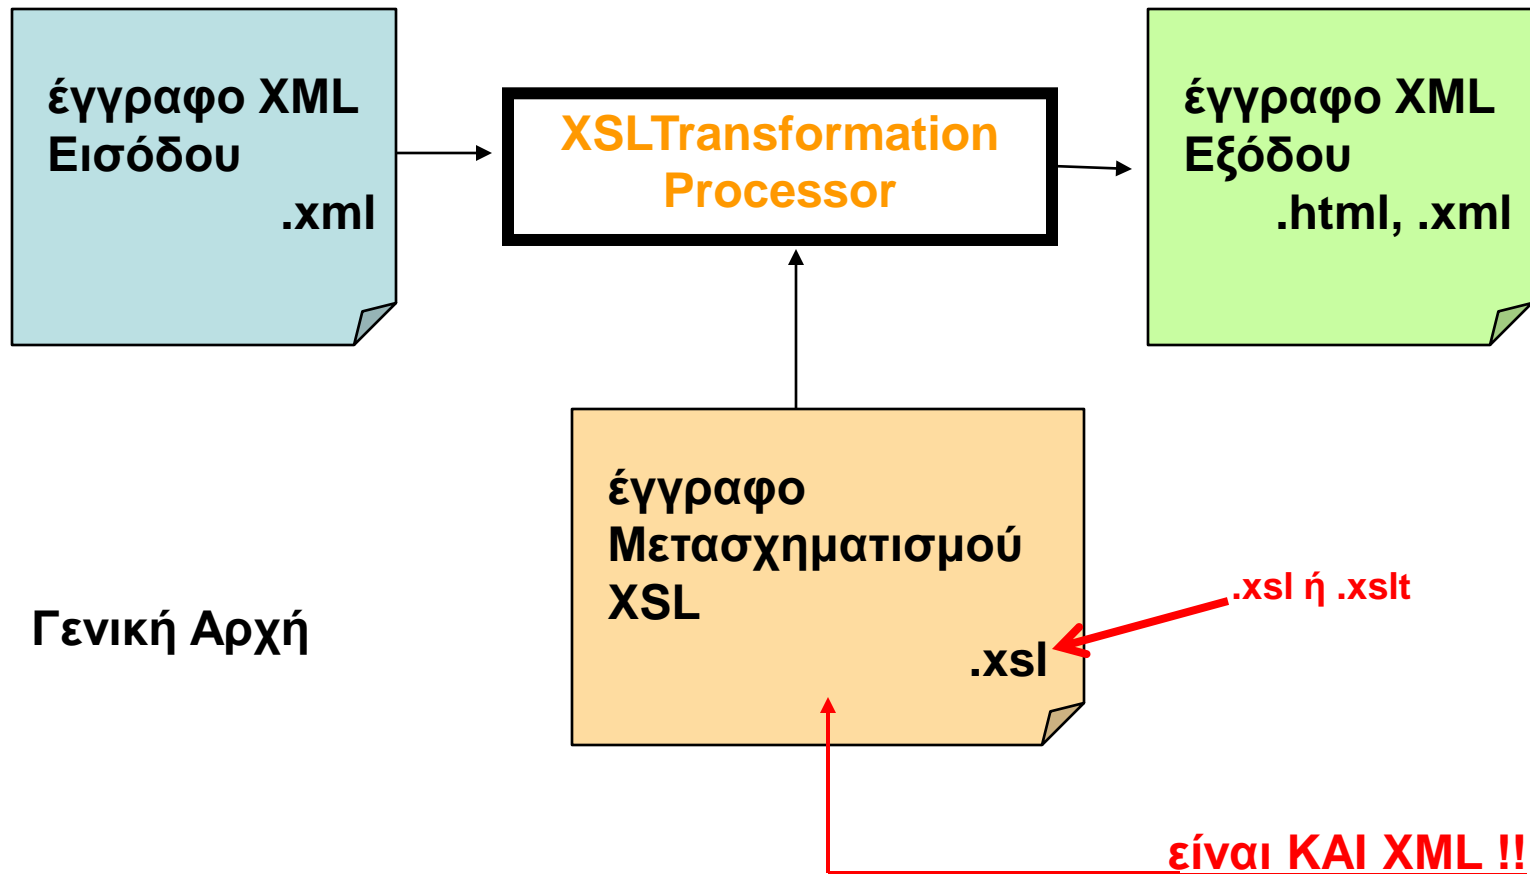 έγγραφο XML
Εισόδου
.xml
XSLTransformation
Processor
έγγραφο XML
Εξόδου
.html, .xml
έγγραφο
Μετασχηματισμού
XSL
.xsl
.xsl ή .xslt
Γενική Αρχή
είναι ΚΑΙ XML !!